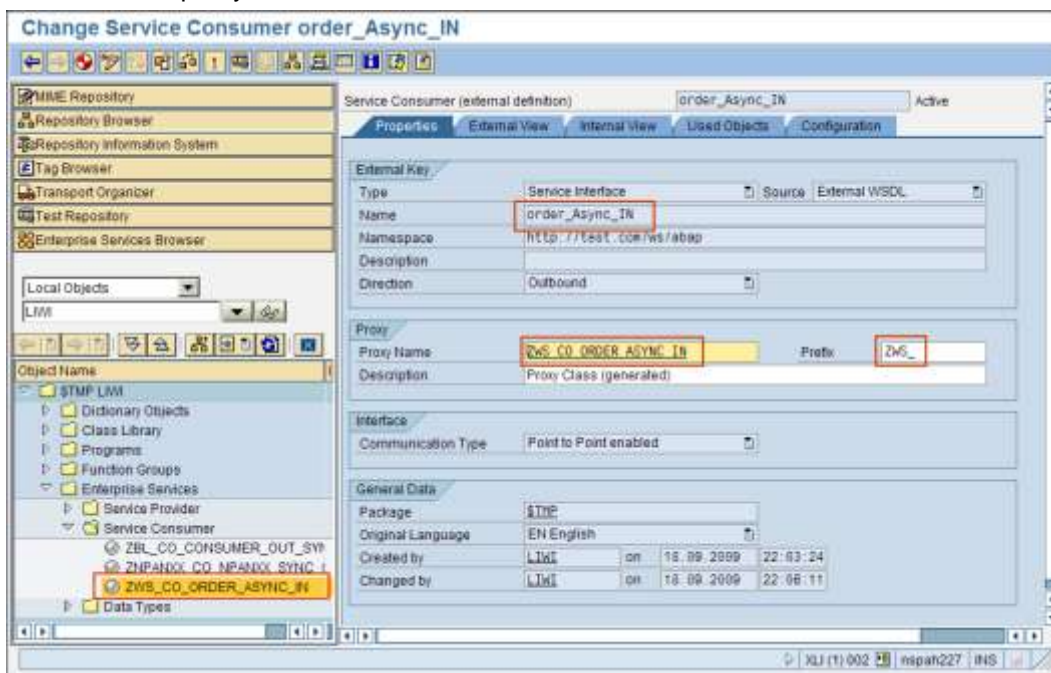 Change Service Consumer order_Async_IN
MIME Repository
Repository Browser
Repository Information System
Tag Browser
Transport Organizer
Test Repository
Enterprise Services Browser
Local Objects
LIWI
Object Name
$TMP LIWI
Dictionary Objects
Class Library
Programs
Function Groups
Enterprise Services
Service Provider
Service Consumer
ZBL_CO_CONSUMER_OUT_SYN
ZNPANXX_CO_NPANXX_SYNC_I
ZWS_CO_ORDER_ASYNC_IN
Data Types
Service Consumer (external definition) order_Async_IN Active
Properties External View Internal View Used Objects Configuration
External Key
Type Service Interface Source External WSDL
Name order_Async_IN
Namespace http://test.com/ws/abap
Description
Direction Outbound
Proxy
Proxy Name ZWS_CO_ORDER_ASYNC_IN Prefix ZWS_
Description Proxy Class (generated)
Interface
Communication Type Point to Point enabled
General Data
Package $TMP
Original Language EN English
Created by LIWI on 18.09.2009 22:03:24
Changed by LIWI on 18.09.2009 22:06:11
XLI (1) 002 nspah227 INS